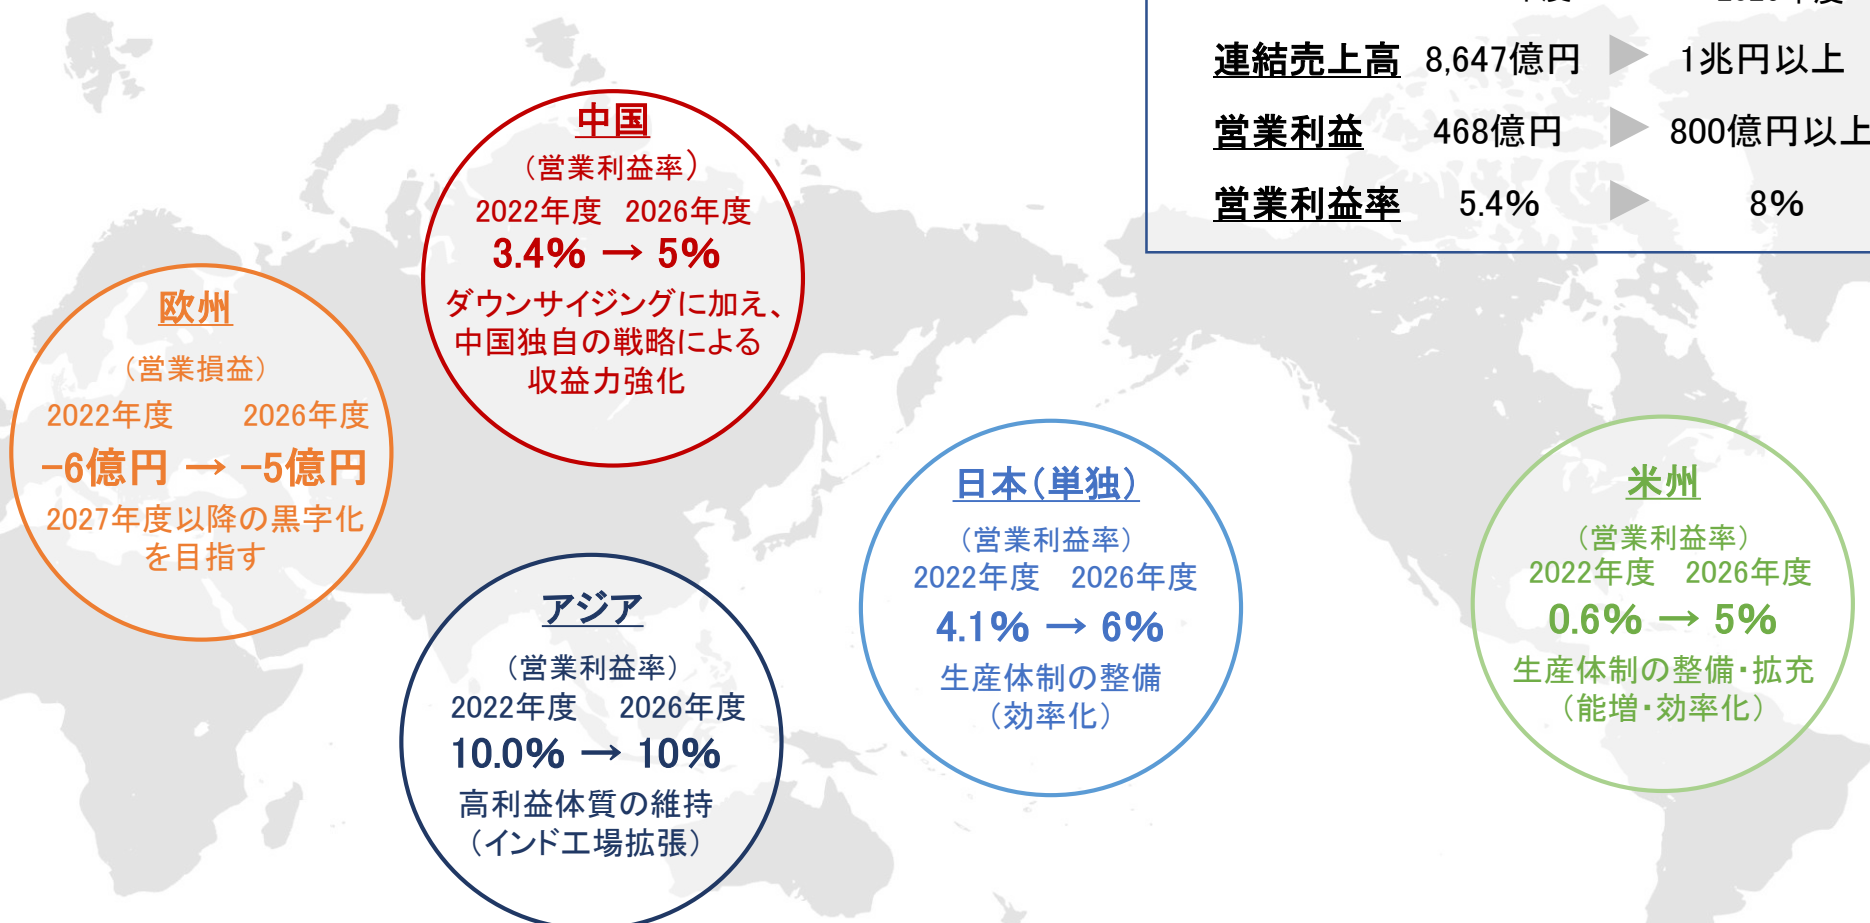 連結売上高 8,647億円 1兆円以上
営業利益 468億円 800億円以上
営業利益率 5.4% 8%
中国
（営業利益率）
2022年度 2026年度
3.4% → 5%
ダウンサイジングに加え、
中国独自の戦略による
収益力強化
欧州
（営業損益）
2022年度 2026年度
−6億円 → −5億円
2027年度以降の黒字化
を目指す
アジア
（営業利益率）
2022年度 2026年度
10.0% → 10%
高利益体質の維持
（インド工場拡張）
日本（単独）
（営業利益率）
2022年度 2026年度
4.1% → 6%
生産体制の整備
（効率化）
米州
（営業利益率）
2022年度 2026年度
0.6% → 5%
生産体制の整備・拡充
（能増・効率化）